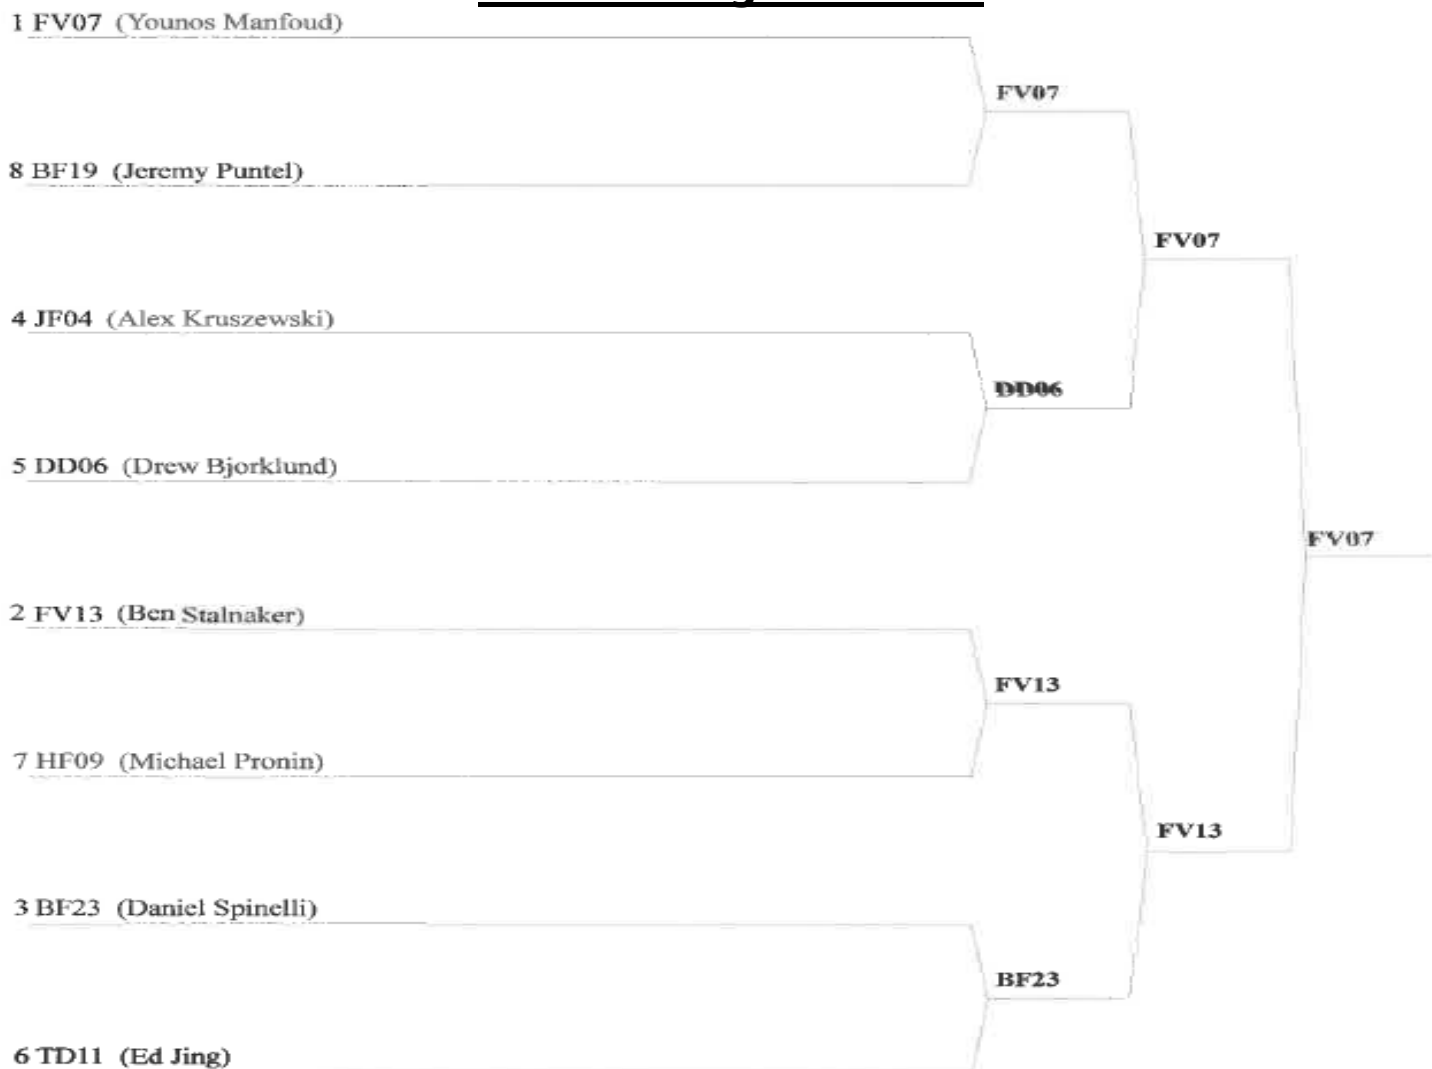 1 FV07 (Younos Manfoud)
FV07
8 BF19 (Jeremy Puntel)
FV07
4 JF04 (Alex Kruszewski)
DD06
5 DD06 (Drew Bjorklund)
FV07
2 FV13 (Ben Stalnaker)
FV13
7 HF09 (Michael Pronin)
FV13
3 BF23 (Daniel Spinelli)
BF23
6 TD11 (Ed Jing)